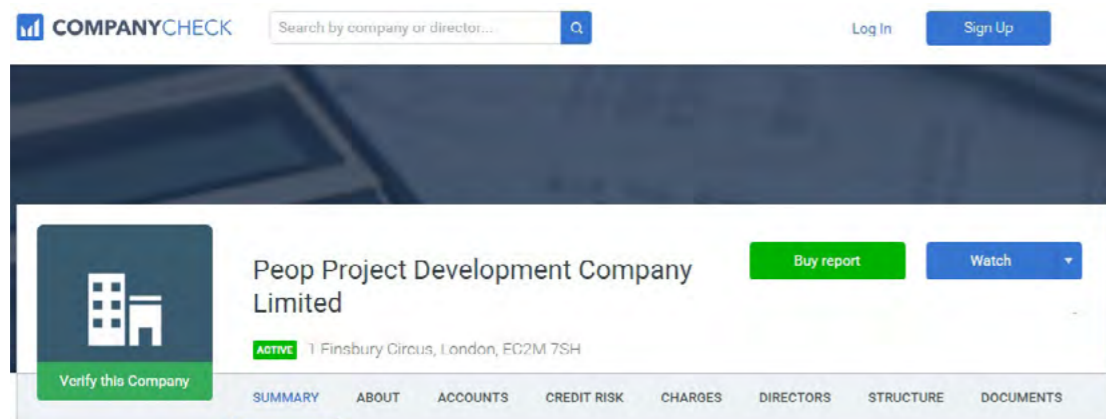 COMPANYCHECK
Search by company or director...
Log In
Sign Up
Peop Project Development Company
Limited
Buy report
Watch
ACTIVE 1 Finsbury Circus, London, EC2M 7SH
Verify this Company
SUMMARY ABOUT ACCOUNTS CREDIT RISK CHARGES DIRECTORS STRUCTURE DOCUMENTS